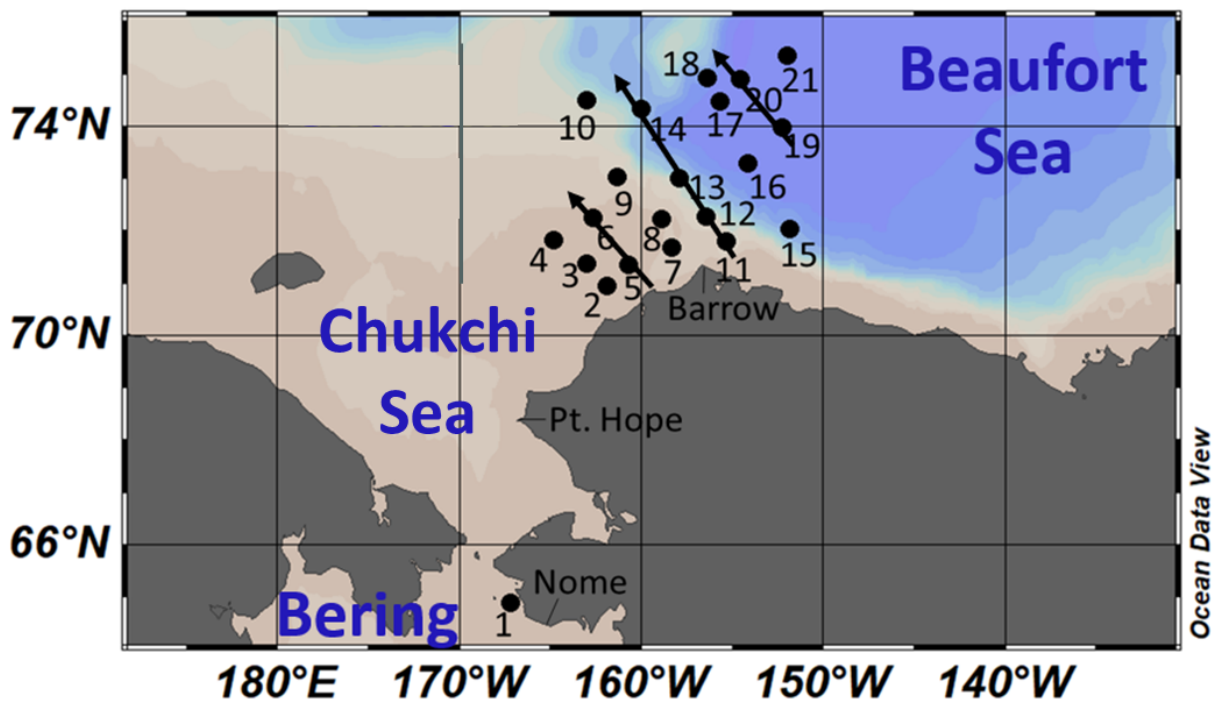 Beaufort
Sea
74°N
18
21
20
10
14
17
19
13
16
9
12
6
8
15
4
3
7
11
5
2
Barrow
Chukchi
Sea
70°N
Pt. Hope
66°N
Nome
Bering
1
Ocean Data View
180°E 170°W 160°W 150°W 140°W